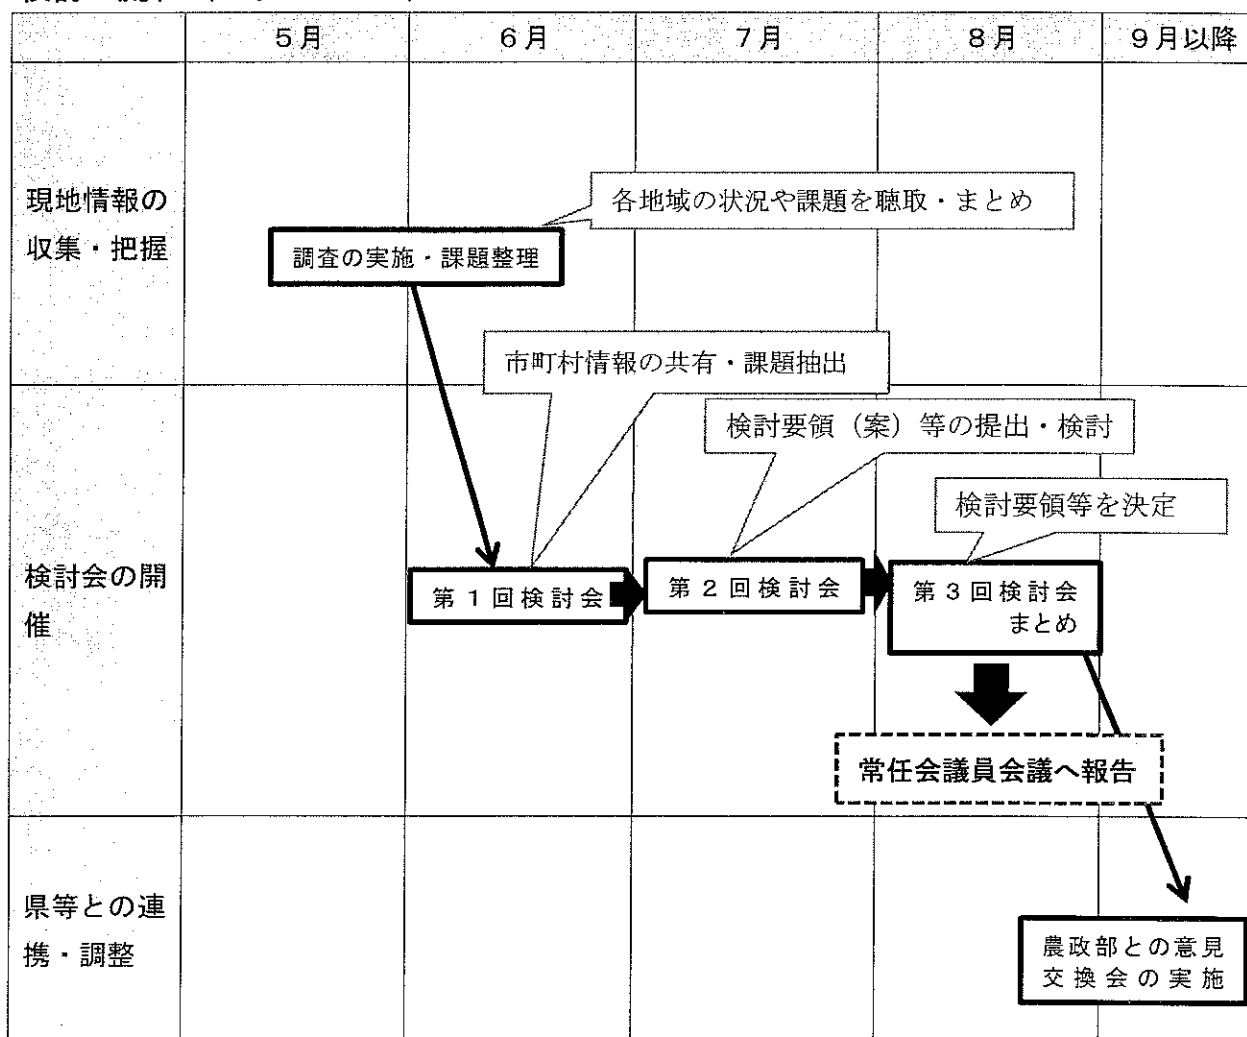 5月 6月 7月 8月 9月以降
現地情報の
収集・把握
各地域の状況や課題を聴取・まとめ
調査の実施・課題整理
市町村情報の共有・課題抽出
検討要領（案）等の提出・検討
検討要領等を決定
検討会の開
催
第1回検討会
第2回検討会
第3回検討会
まとめ
常任会議員会議へ報告
県等との連
携・調整
農政部との意見
交換会の実施